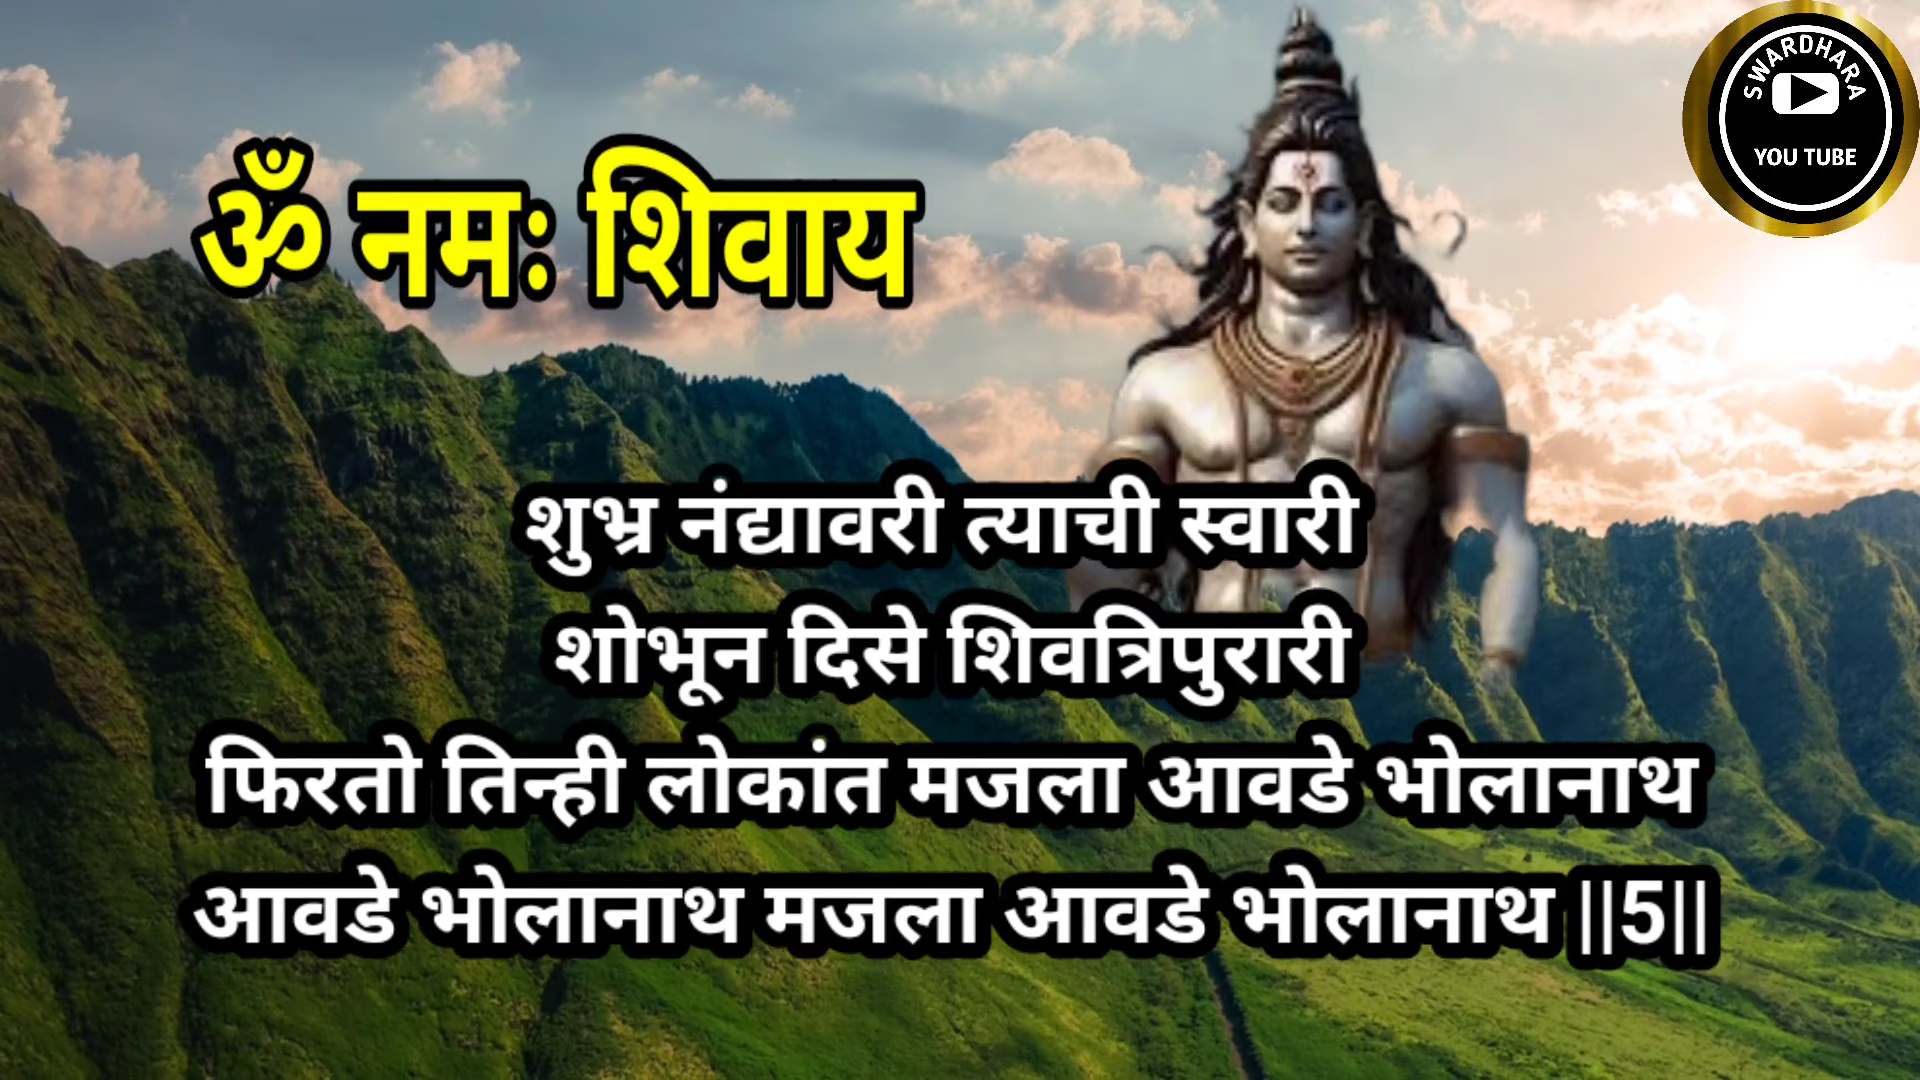 SWARDHARA
YOU TUBE
ॐ नमः शिवाय
शुभ्र नंद्यावरी त्याची स्वारी
शोभून दिसे शिवत्रिपुरारी
फिरतो तिन्ही लोकांत मजला आवडे भोलानाथ
आवडे भोलानाथ मजला आवडे भोलानाथ ||5||